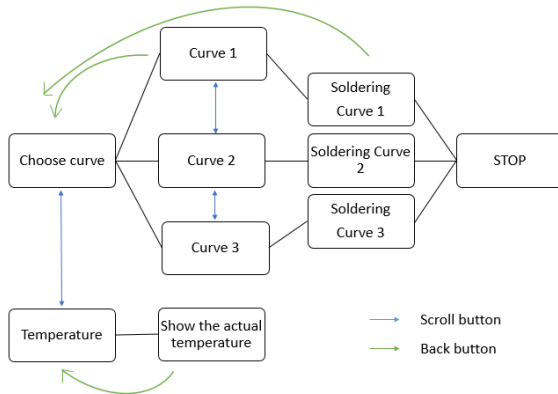 Curve 1
Soldering
Curve 1
Choose curve
Curve 2
Soldering Curve
2
STOP
Curve 3
Soldering
Curve 3
Temperature
Show the actual
temperature
Scroll button
Back button